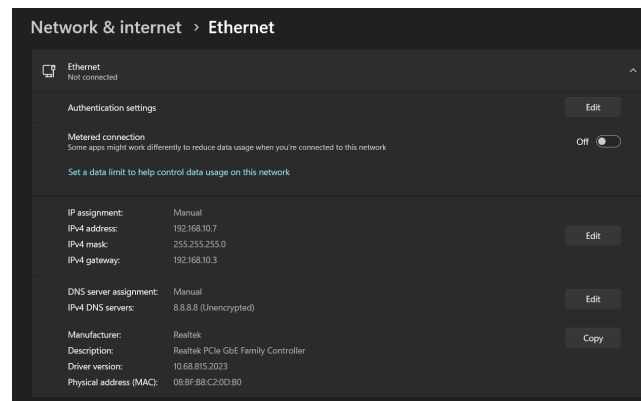 Network & internet > Ethernet
Ethernet
Not connected
Authentication settings Edit
Metered connection
Some apps might work differently to reduce data usage when you're connected to this network
Off
Set a data limit to help control data usage on this network
IP assignment: Manual
IPv4 address: 192.168.10.7
IPv4 mask: 255.255.255.0
IPv4 gateway: 192.168.10.3
Edit
DNS server assignment: Manual
IPv4 DNS servers: 8.8.8.8 (Unencrypted)
Edit
Manufacturer: Realtek
Description: Realtek PCIe GbE Family Controller
Driver version: 10.68.815.2023
Physical address (MAC): 08:BF:B8:C2:0D:B0
Copy